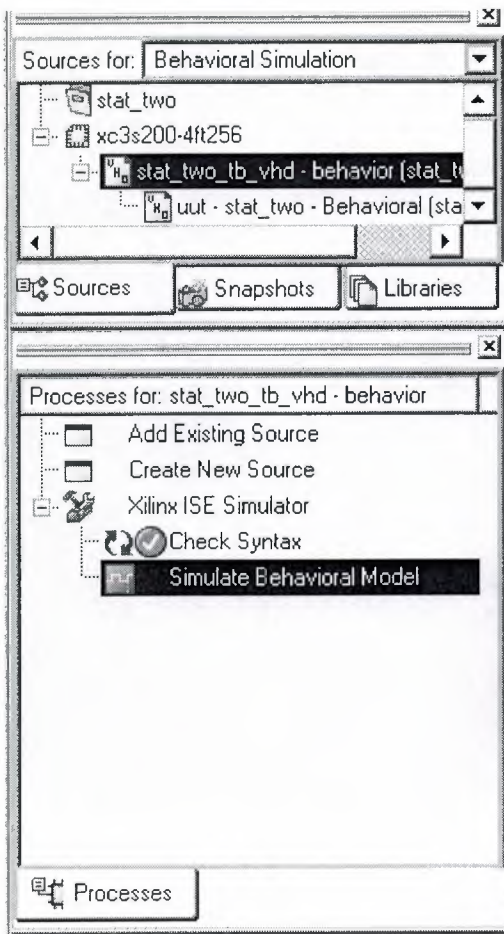 Sources for: Behavioral Simulation
stat_two
xc3s200-4ft256
stat_two_tb_vhd - behavior (stat_t
uut - stat_two - Behavioral (sta
Sources Snapshots Libraries
Processes for: stat_two_tb_vhd - behavior
Add Existing Source
Create New Source
Xilinx ISE Simulator
Check Syntax
Simulate Behavioral Model
Processes